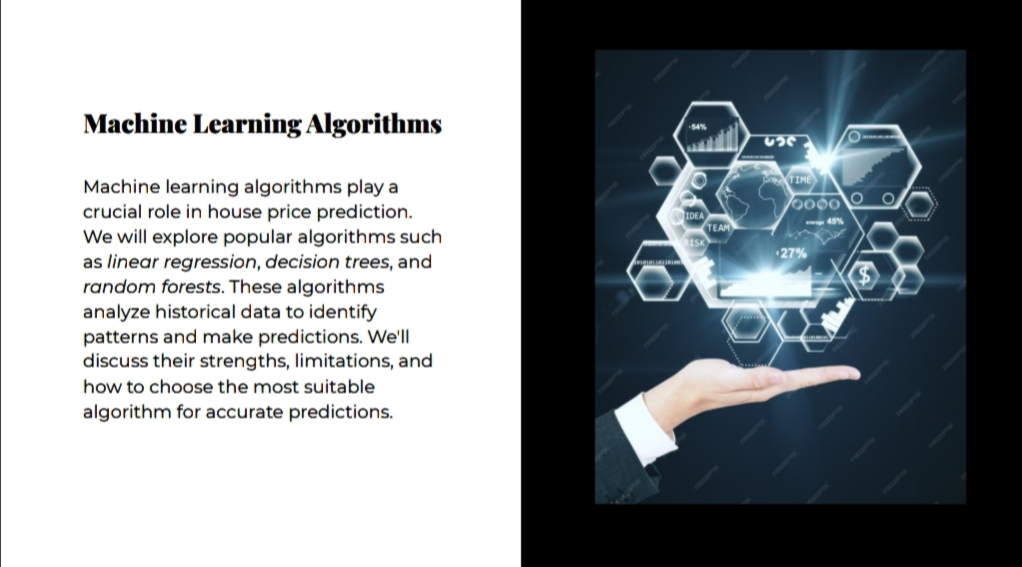 Machine Learning Algorithms
Machine learning algorithms play a
crucial role in house price prediction.
We will explore popular algorithms such
as linear regression, decision trees, and
random forests. These algorithms
analyze historical data to identify
patterns and make predictions. We'll
discuss their strengths, limitations, and
how to choose the most suitable
algorithm for accurate predictions.
-54%
TIME
IDEA
TEAM
RISK
average 45%
27%
$